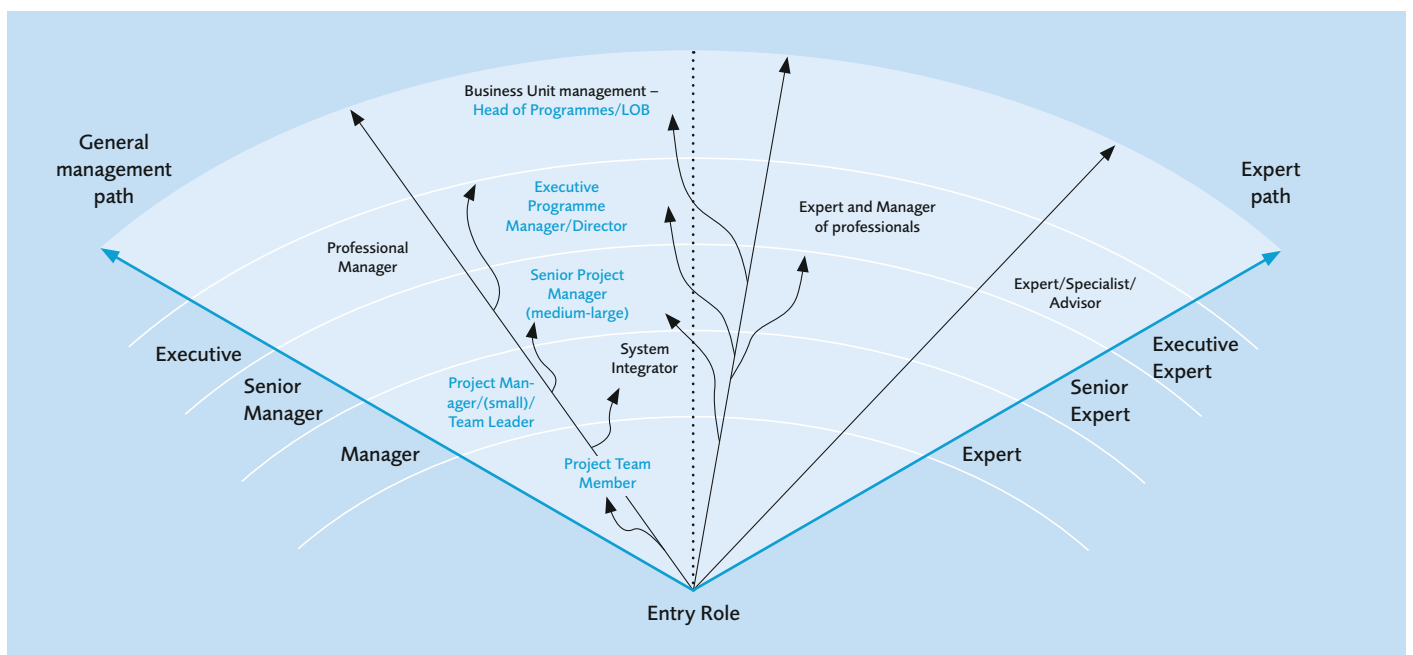 Business Unit management –
Head of Programmes/LOB
General
management
path
Expert
path
Executive
Programme
Manager/Director
Expert and Manager
of professionals
Professional
Manager
Senior Project
Manager
(medium-large)
Expert/Specialist/
Advisor
Executive
System
Integrator
Executive
Expert
Senior
Manager
Project Man-
ager/(small)/
Team Leader
Senior
Expert
Manager
Expert
Project Team
Member
Entry Role